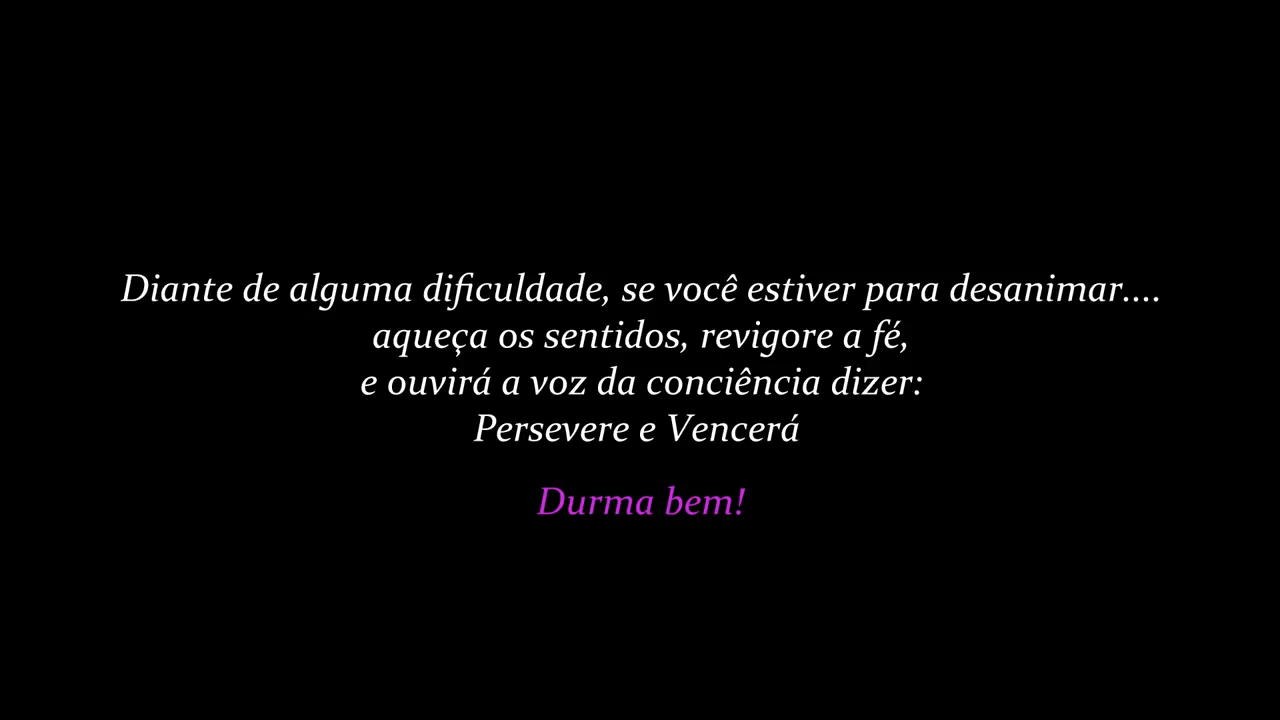 Diante de alguma dificuldade, se você estiver para desanimar....
aqueça os sentidos, revigore a fé,
e ouvirá a voz da conciência dizer:
Persevere e Vencerá
Durma bem!